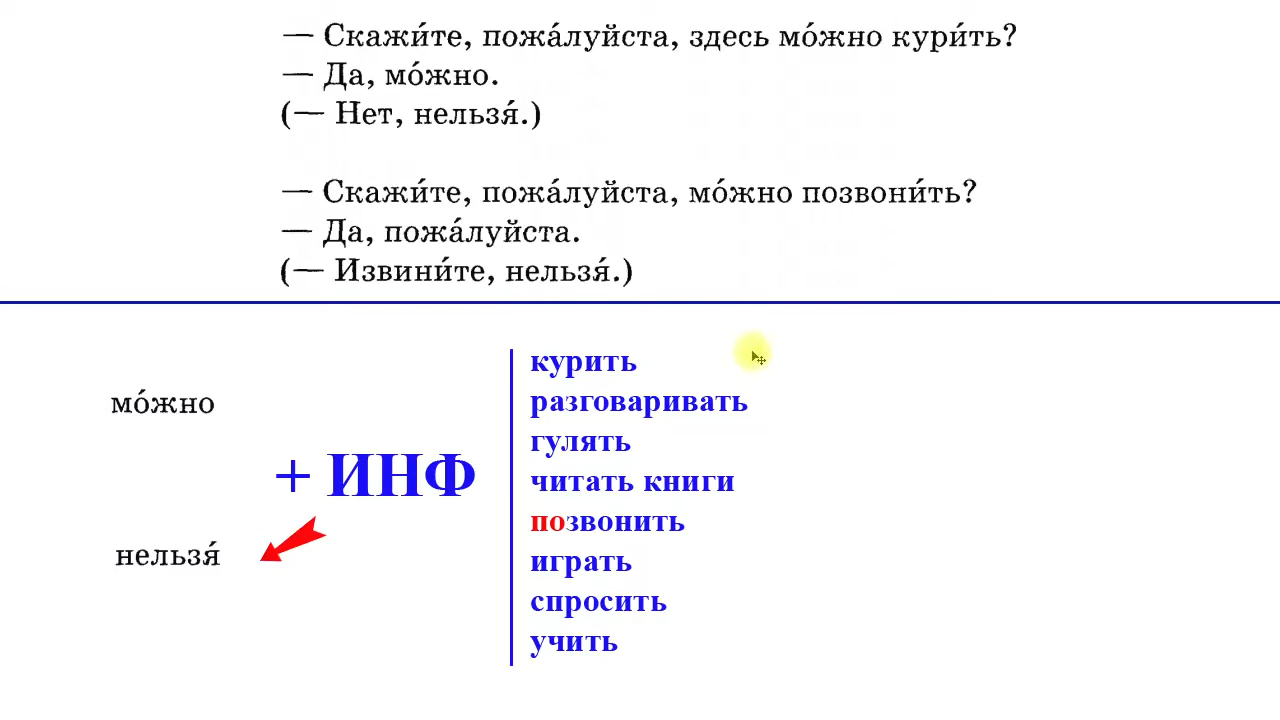 — Скажи́те, пожа́луйста, здесь мо́жно кури́ть?
— Да, мо́жно.
(— Нет, нельзя́.)
— Скажи́те, пожа́луйста, мо́жно позвони́ть?
— Да, пожа́луйста.
(— Извини́те, нельзя́.)
мо́жно
нельзя́
+ ИНФ
курить
разговаривать
гулять
читать книги
позвонить
играть
спросить
учить